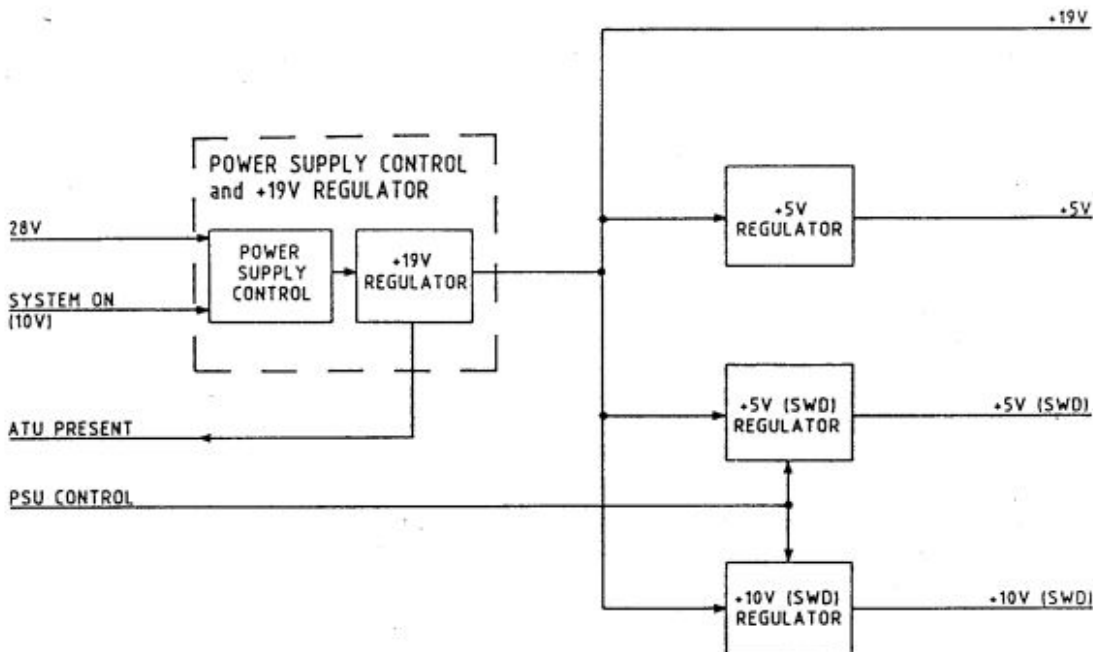 +19V
POWER SUPPLY CONTROL
and +19V REGULATOR
28V
POWER
SUPPLY
CONTROL
+19V
REGULATOR
SYSTEM ON
(10V)
ATU PRESENT
PSU CONTROL
+5V
REGULATOR
+5V
+5V (SWD)
REGULATOR
+5V (SWD)
+10V (SWD)
REGULATOR
+10V (SWD)